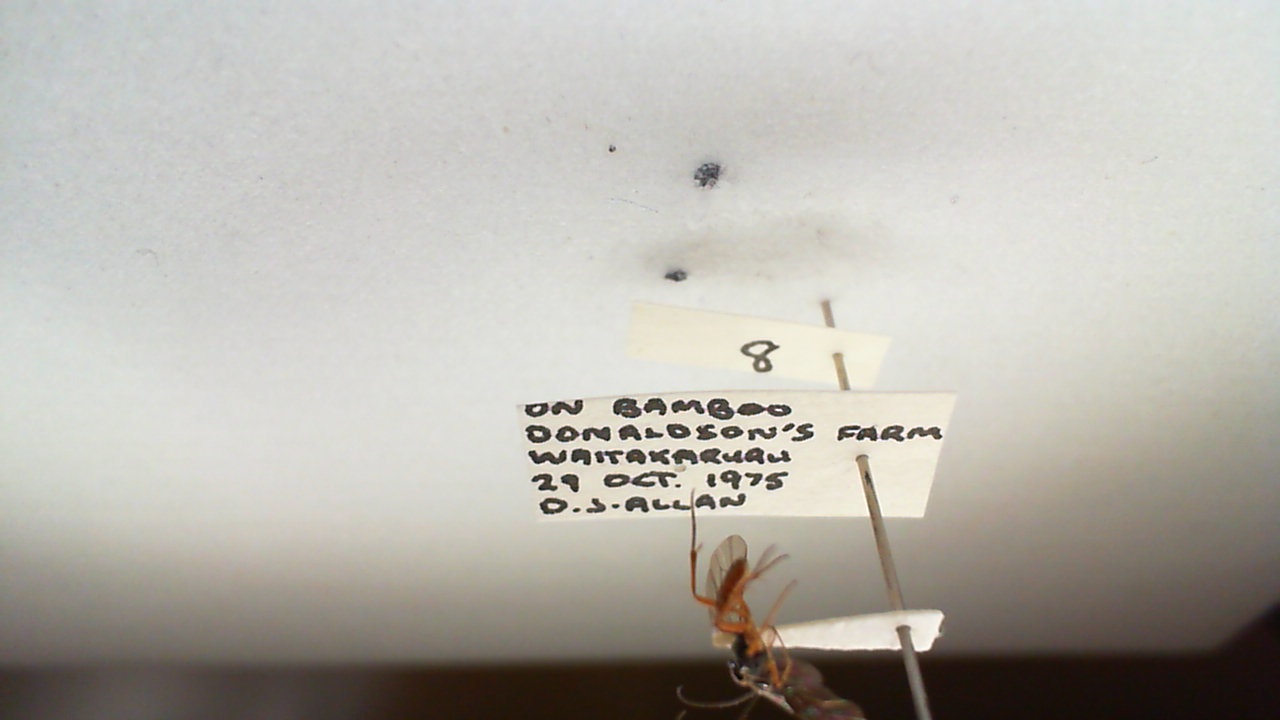 8
ON BAMBOO
DONALDSON'S FARM
WAITAKARURU
29 OCT. 1975
D.J.ALLAN